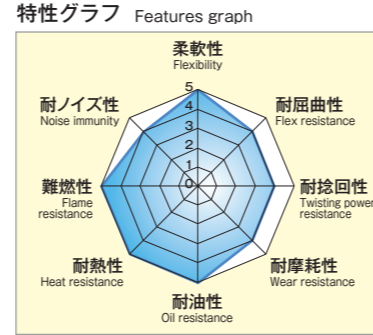 特性グラフ Features graph
柔軟性
Flexibility
耐ノイズ性
Noise immunity
耐屈曲性
Flex resistance
5
4
3
2
1
0
難燃性
Flame
resistance
耐捻回性
Twisting power
resistance
耐熱性
Heat resistance
耐摩耗性
Wear resistance
耐油性
Oil resistance